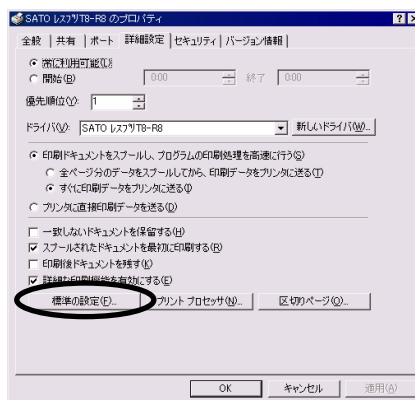 SATO レスプリT8-R8 のプロパティ
全般 共有 ポート 詳細設定 セキュリティ バージョン情報
常に利用可能(L)
開始(B) 0:00 終了 0:00
優先順位(Y): 1
ドライバ(V): SATO レスプリT8-R8 新しいドライバ(W)...
印刷ドキュメントをスプールし、プログラムの印刷処理を高速に行う(S)
全ページ分のデータをスプールしてから、印刷データをプリンタに送る(T)
すぐに印刷データをプリンタに送る(I)
プリンタに直接印刷データを送る(D)
一致しないドキュメントを保留する(H)
スプールされたドキュメントを最初に印刷する(R)
印刷後ドキュメントを残す(K)
詳細な印刷機能を有効にする(E)
標準の設定(F)... プリント プロセッサ(N)... 区切りページ(O)...
OK キャンセル 適用(A)